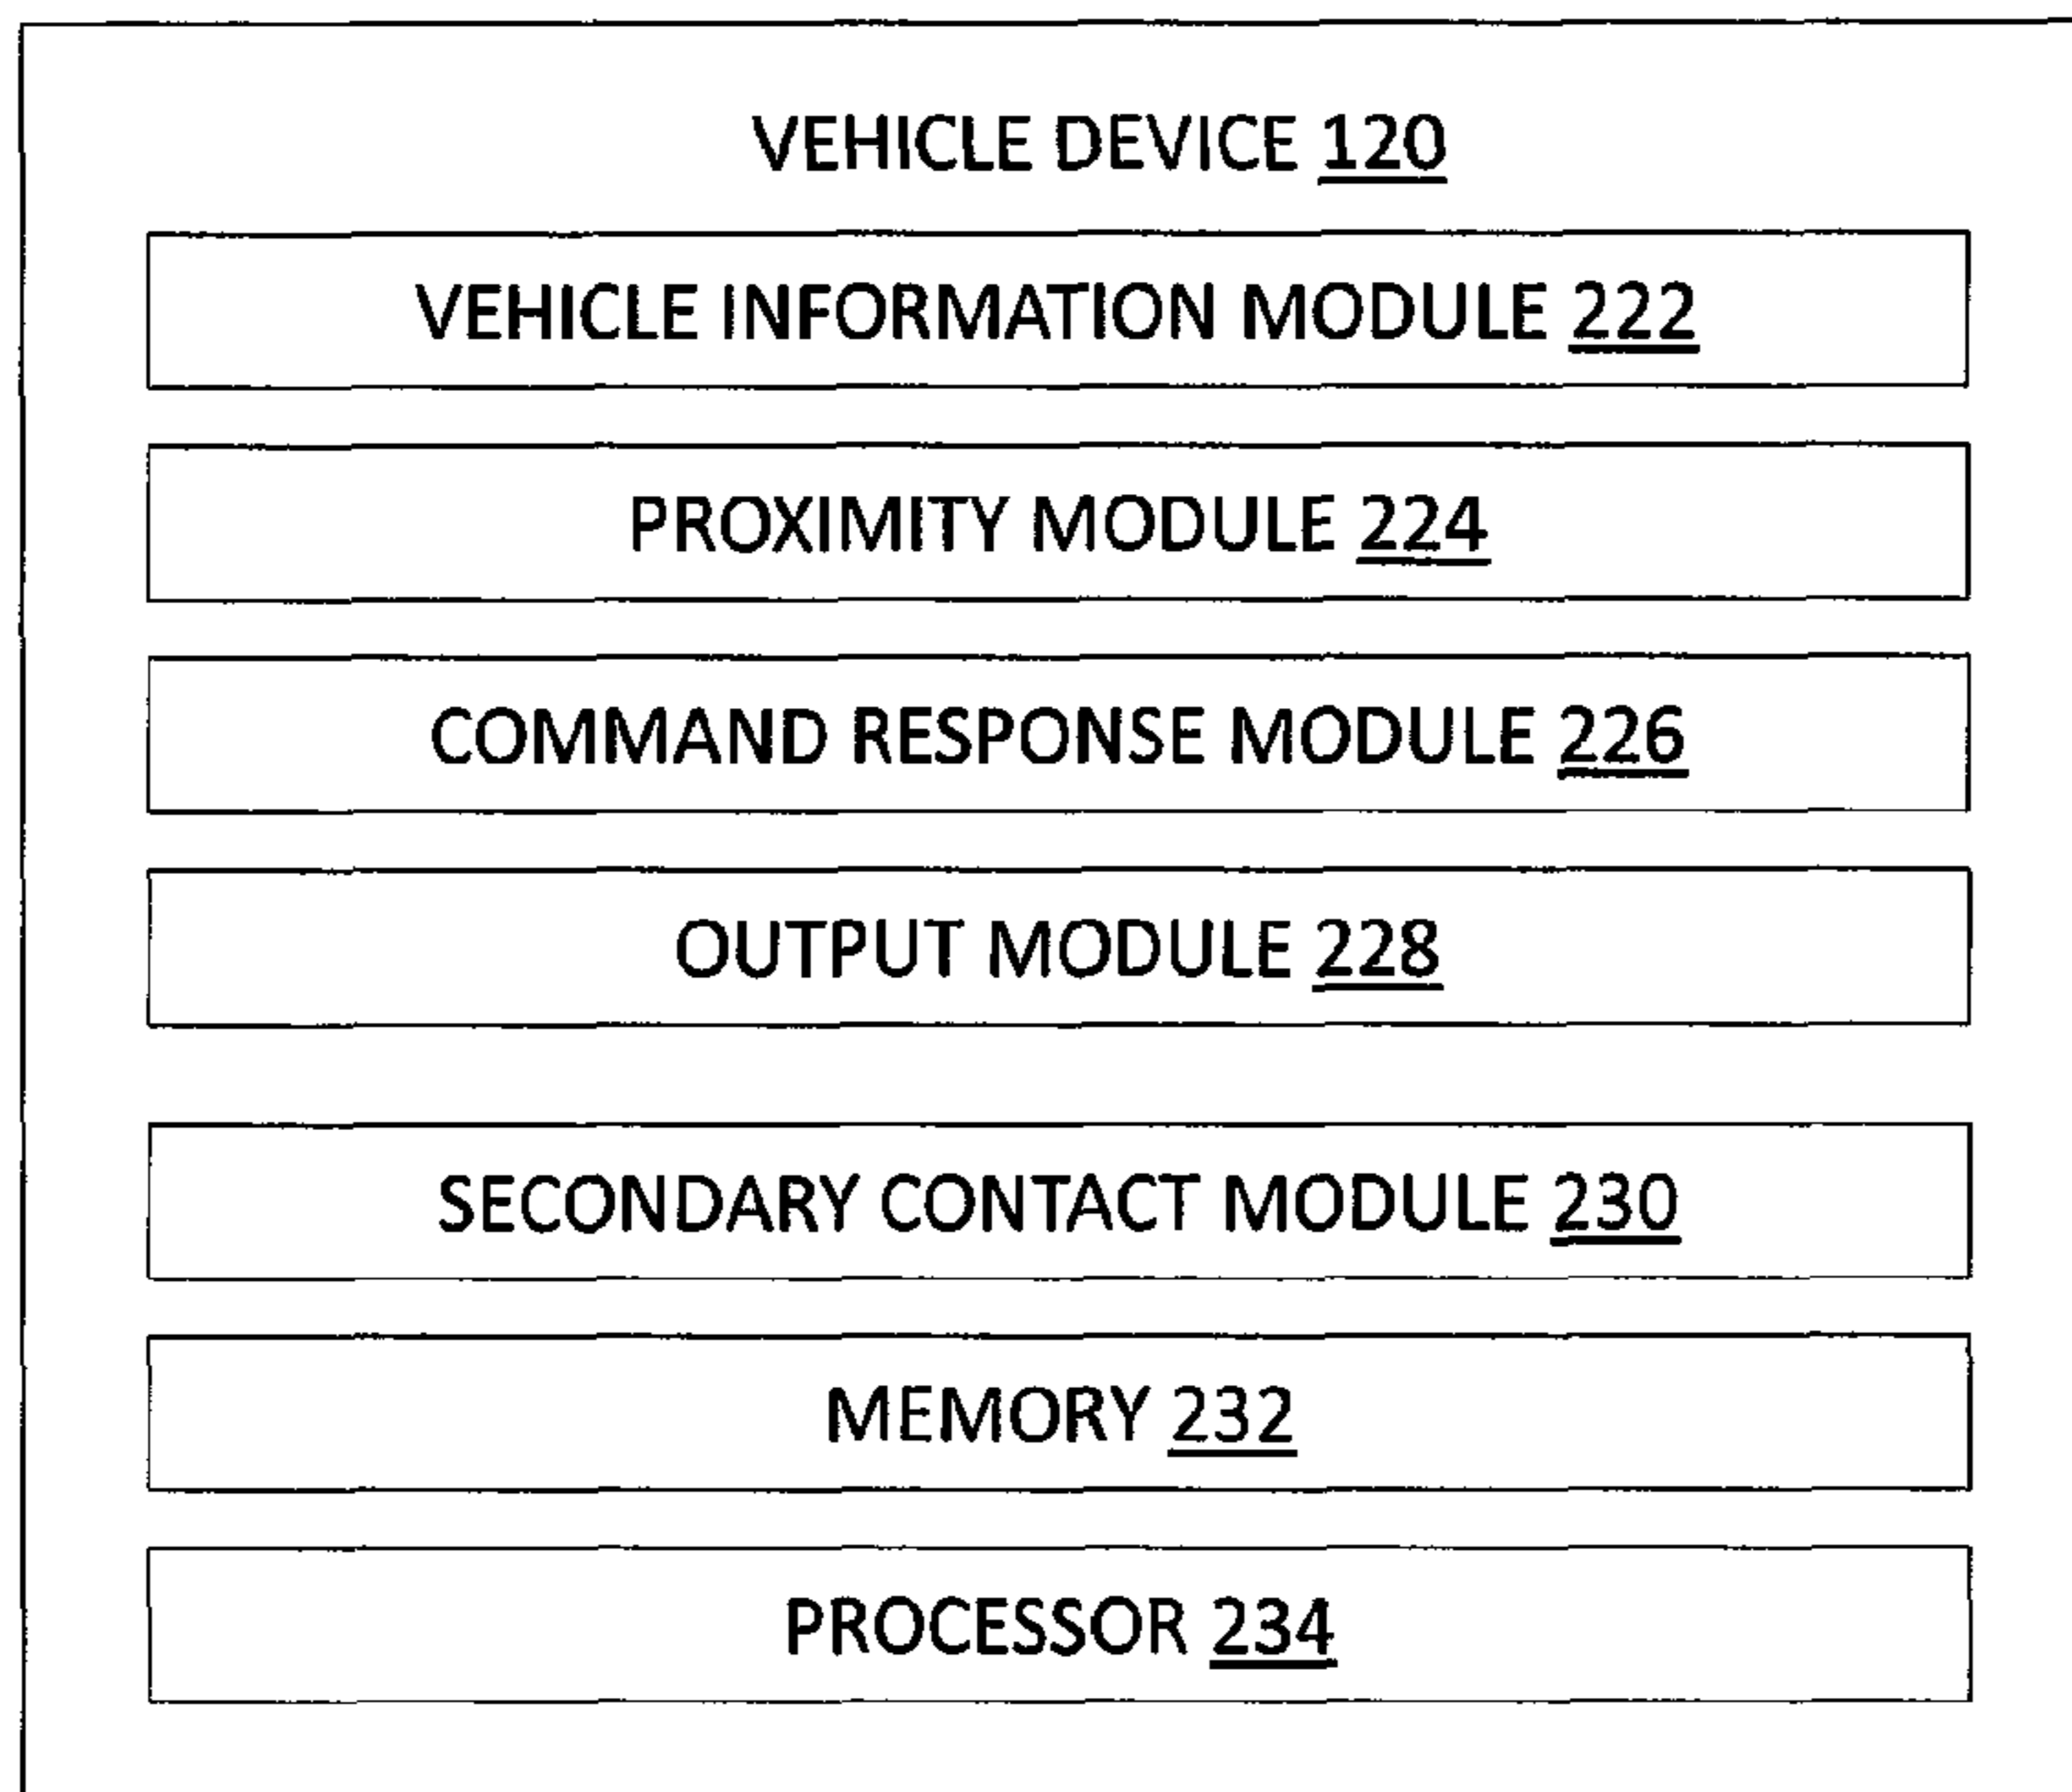 VEHICLE DEVICE 120
VEHICLE INFORMATION MODULE 222
PROXIMITY MODULE 224
COMMAND RESPONSE MODULE 226
OUTPUT MODULE 228
SECONDARY CONTACT MODULE 230
MEMORY 232
PROCESSOR 234